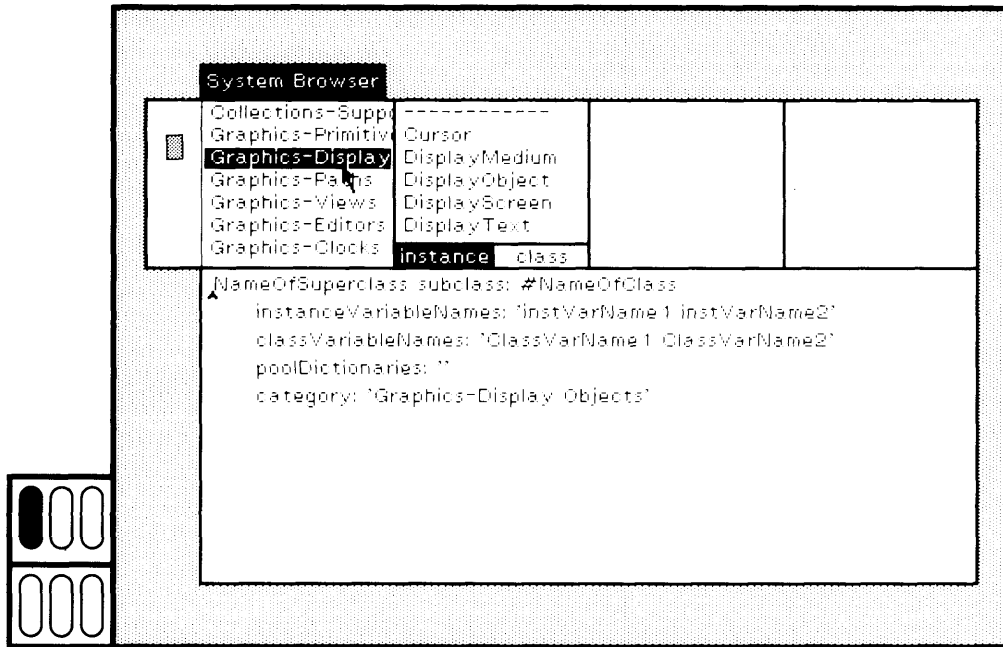 System Browser
Collections-Suppo
Graphics-Primitiv
Graphics-Display
Graphics-Paths
Graphics-Views
Graphics-Editors
Graphics-Clocks
-------------
Cursor
DisplayMedium
DisplayObject
DisplayScreen
DisplayText
instance class
NameOfSuperclass subclass: #NameOfClass
instanceVariableNames: 'instVarName1 instVarName2'
classVariableNames: 'ClassVarName1 ClassVarName2'
poolDictionaries: ''
category: 'Graphics-Display Objects'